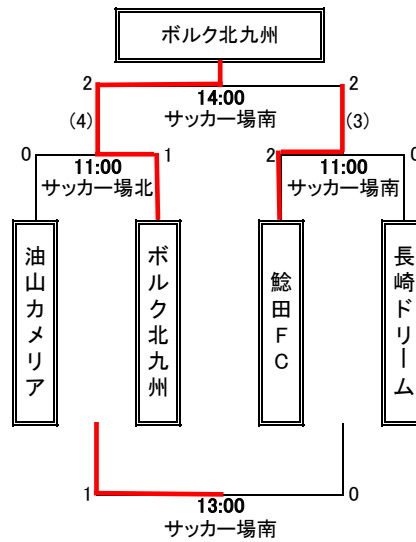 ボルク北九州
2
2
14:00
サッカー場南
(4)
(3)
0
1
2
0
11:00
サッカー場北
11:00
サッカー場南
油山カメリア
ボルク北九州
鯰田FC
長崎ドリーム
1
0
13:00
サッカー場南